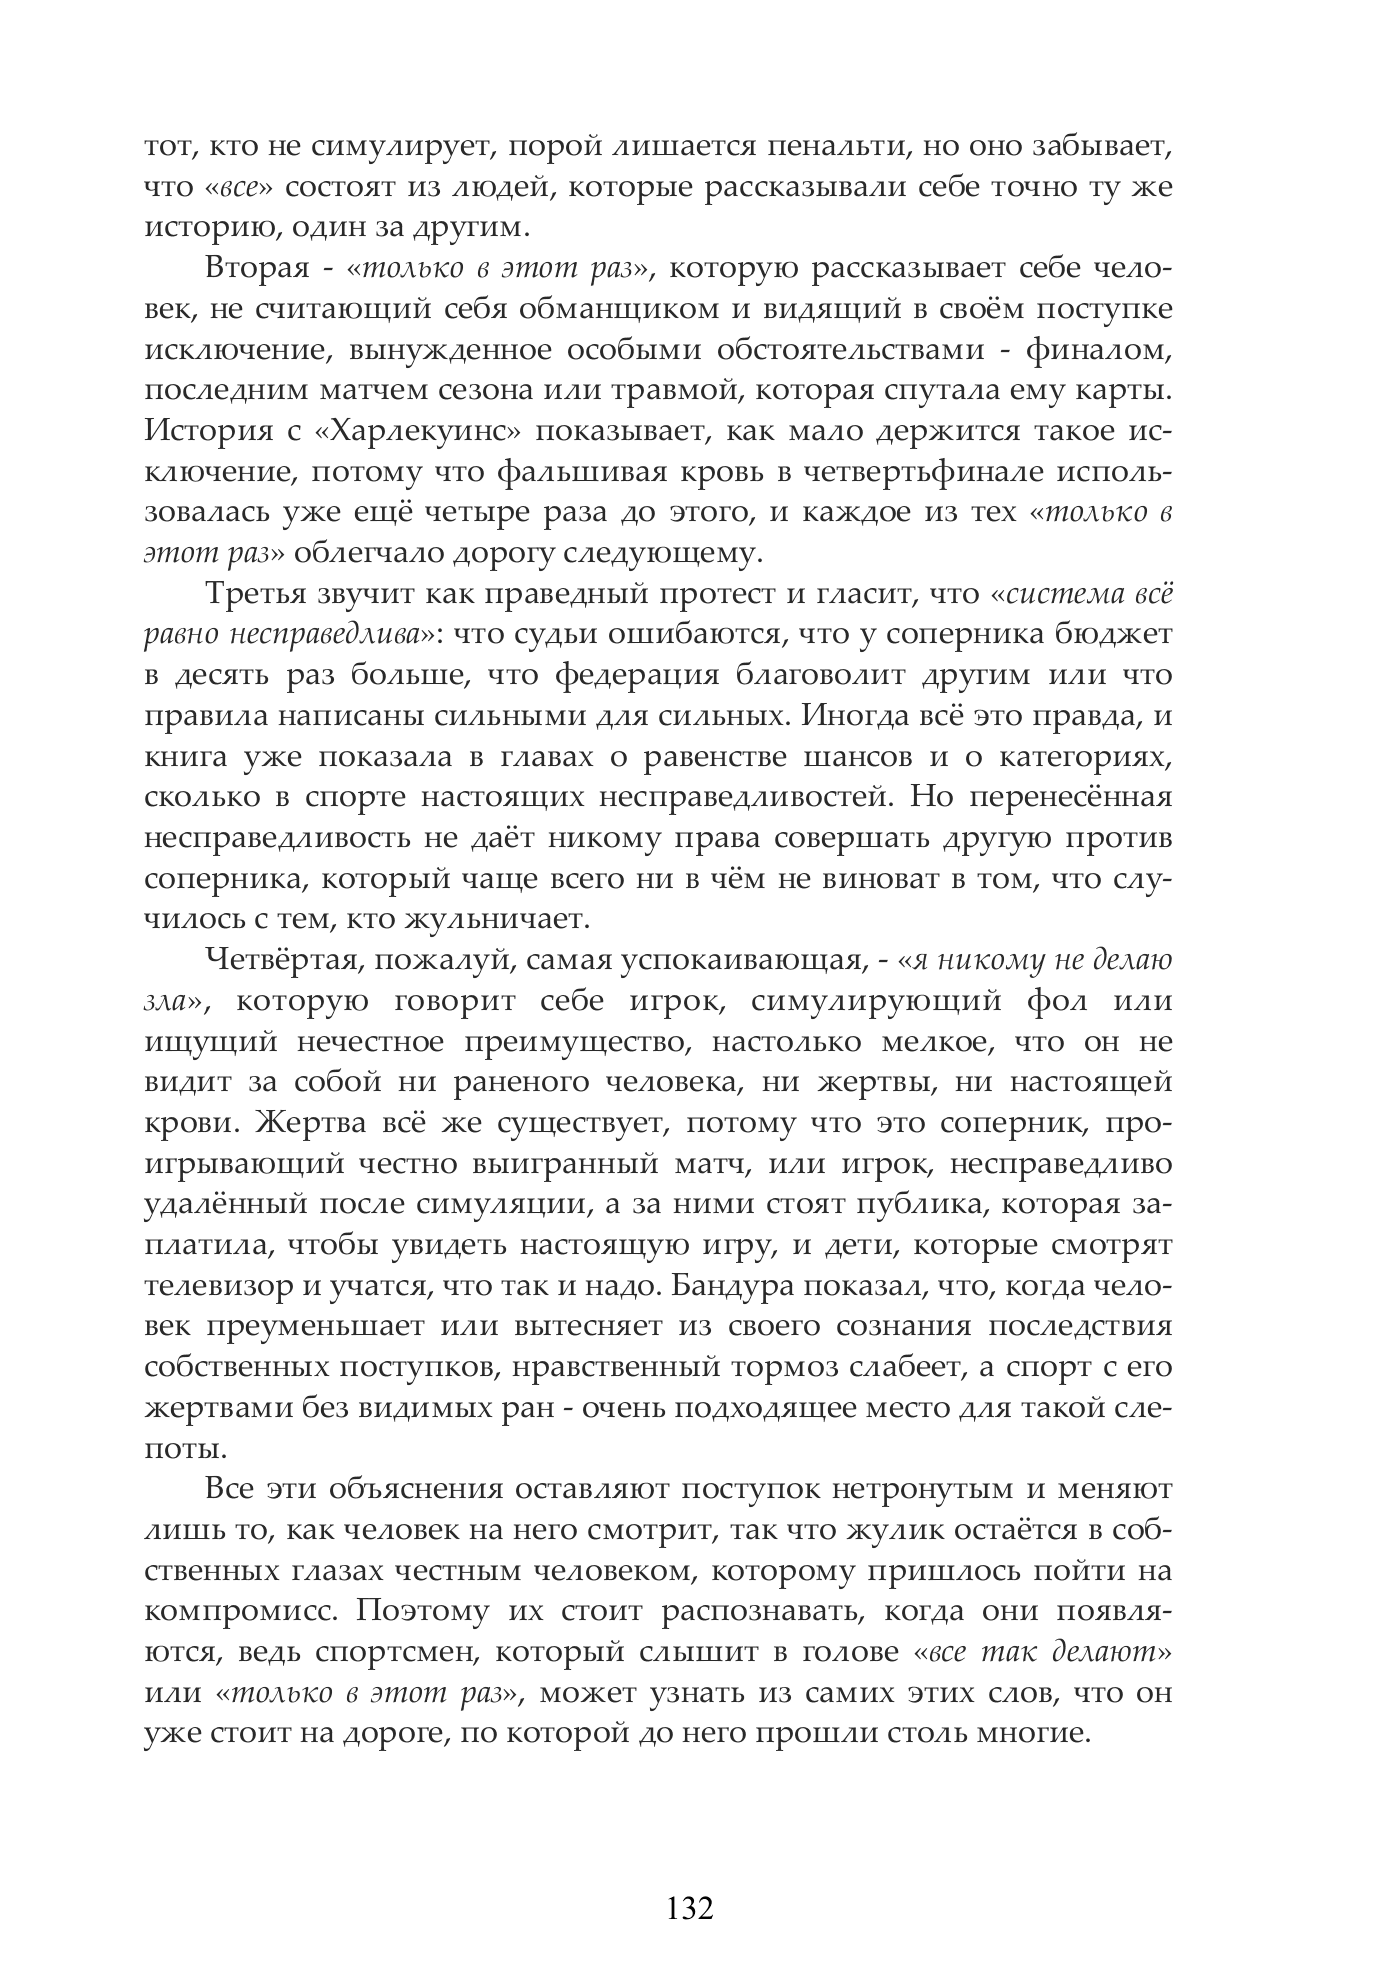 тот, кто не симулирует, порой лишается пенальти, но оно забывает,
что «все» состоят из людей, которые рассказывали себе точно ту же
историю, один за другим.
Вторая - «только в этот раз», которую рассказывает себе чело-
век, не считающий себя обманщиком и видящий в своём поступке
исключение, вынужденное особыми обстоятельствами - финалом,
последним матчем сезона или травмой, которая спутала ему карты.
История с «Харлекуинс» показывает, как мало держится такое ис-
ключение, потому что фальшивая кровь в четвертьфинале исполь-
зовалась уже ещё четыре раза до этого, и каждое из тех «только в
этот раз» облегчало дорогу следующему.
Третья звучит как праведный протест и гласит, что «система всё
равно несправедлива»: что судьи ошибаются, что у соперника бюджет
в десять раз больше, что федерация благоволит другим или что
правила написаны сильными для сильных. Иногда всё это правда, и
книга уже показала в главах о равенстве шансов и о категориях,
сколько в спорте настоящих несправедливостей. Но перенесённая
несправедливость не даёт никому права совершать другую против
соперника, который чаще всего ни в чём не виноват в том, что слу-
чилось с тем, кто жульничает.
Четвёртая, пожалуй, самая успокаивающая, - «я никому не делаю
зла», которую говорит себе игрок, симулирующий фол или
ищущий нечестное преимущество, настолько мелкое, что он не
видит за собой ни раненого человека, ни жертвы, ни настоящей
крови. Жертва всё же существует, потому что это соперник, про-
игрывающий честно выигранный матч, или игрок, несправедливо
удалённый после симуляции, а за ними стоят публика, которая за-
платила, чтобы увидеть настоящую игру, и дети, которые смотрят
телевизор и учатся, что так и надо. Бандура показал, что, когда чело-
век преуменьшает или вытесняет из своего сознания последствия
собственных поступков, нравственный тормоз слабеет, а спорт с его
жертвами без видимых ран - очень подходящее место для такой сле-
поты.
Все эти объяснения оставляют поступок нетронутым и меняют
лишь то, как человек на него смотрит, так что жулик остаётся в соб-
ственных глазах честным человеком, которому пришлось пойти на
компромисс. Поэтому их стоит распознавать, когда они появля-
ются, ведь спортсмен, который слышит в голове «все так делают»
или «только в этот раз», может узнать из самих этих слов, что он
уже стоит на дороге, по которой до него прошли столь многие.
132